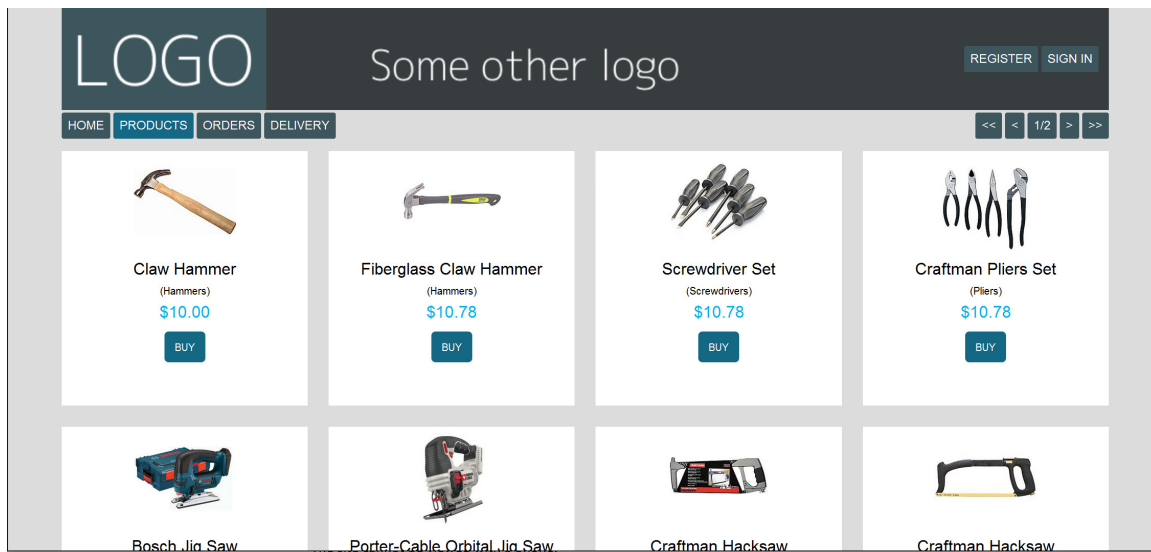 LOGO
Some other logo
REGISTER SIGN IN
HOME PRODUCTS ORDERS DELIVERY
<< < 1/2 > >>
Claw Hammer
(Hammers)
$10.00
BUY
Fiberglass Claw Hammer
(Hammers)
$10.78
BUY
Screwdriver Set
(Screwdrivers)
$10.78
BUY
Craftman Pliers Set
(Pliers)
$10.78
BUY
Bosch Jig Saw
Porter-Cable Orbital Jig Saw,
Craftman Hacksaw
Craftman Hacksaw